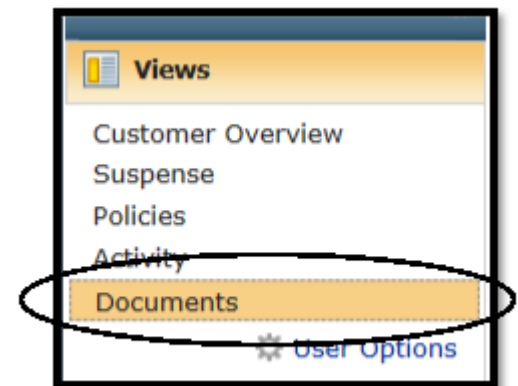 Views
Customer Overview
Suspense
Policies
Activity
Documents
User Options